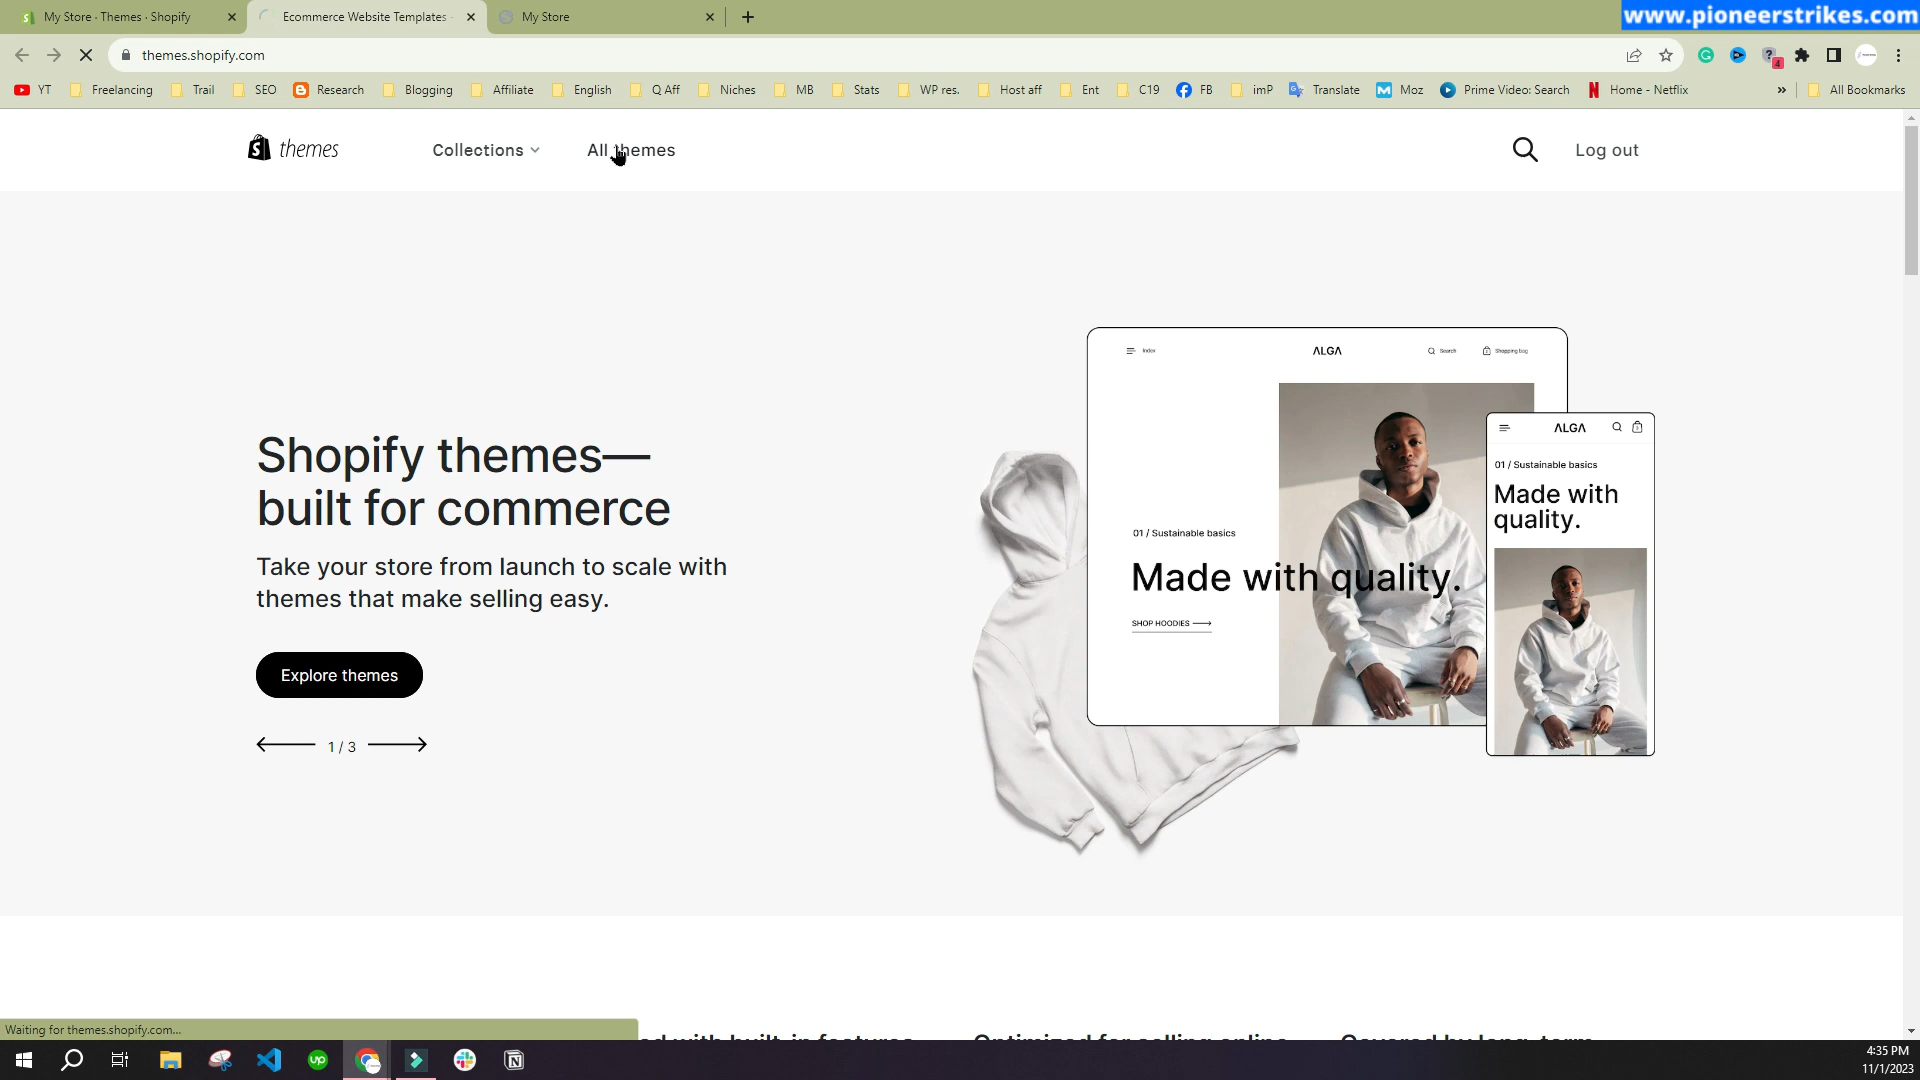 My Store · Themes · Shopify
Ecommerce Website Templates -
My Store
www.pioneerstrikes.com
themes.shopify.com
4
YT
Freelancing
Trail
SEO
Research
Blogging
Affiliate
English
Q Aff
Niches
MB
Stats
WP res.
Host aff
Ent
C19
FB
imP
Translate
Moz
Prime Video: Search
Home - Netflix
»
All Bookmarks
themes
Collections
All themes
Log out
Index
ALGA
Search
Shopping bag
ALGA
01 / Sustainable basics
Made with
quality.
Shopify themes—
built for commerce
Take your store from launch to scale with
themes that make selling easy.
01 / Sustainable basics
Made with quality.
SHOP HOODIES
Explore themes
1 / 3
Waiting for themes.shopify.com...
d with built-in features
Optimized for selling online
Covered by long-term
4:35 PM
11/1/2023